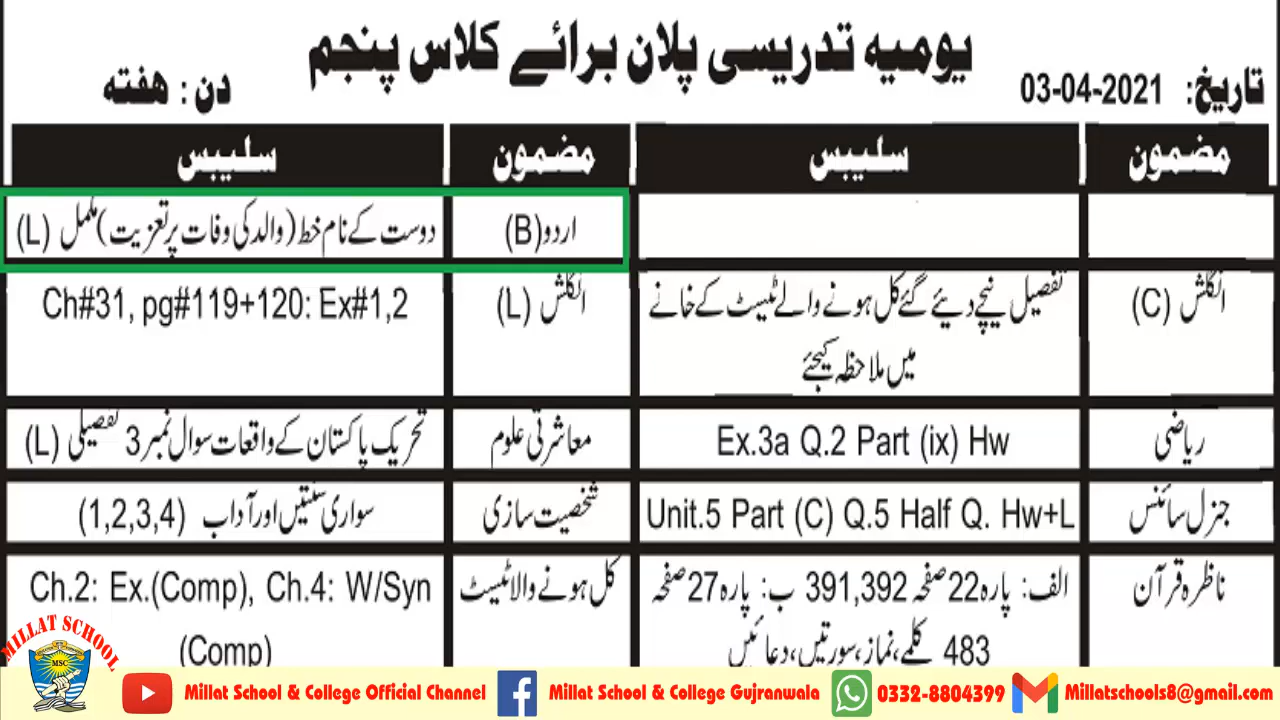 یومیہ تدریسی پلان برائے کلاس پنجم
تاریخ: 03-04-2021
دن : ہفتہ
مضمون سلیبس مضمون سلیبس
اردو(B) دوست کے نام خط (والد کی وفات پر تعزیت) مکمل (L)
انگلش (C) تفصیل نیچے دیئے گئے کل ہونے والے ٹیسٹ کے خانے
میں ملاحظہ کیجئے
انگلش (L) Ch#31, pg#119+120: Ex#1,2
ریاضی Ex.3a Q.2 Part (ix) Hw
معاشرتی علوم تحریک پاکستان کے واقعات سوال نمبر 3 تفصیلی (L)
جنرل سائنس Unit.5 Part (C) Q.5 Half Q. Hw+L
شخصیت سازی سواری سنتیں اور آداب (1,2,3,4)
ناظرہ قرآن الف: پارہ 22 صفحہ 391,392 ب: پارہ 27 صفحہ
483 کلمے، نماز، سورتیں، دعائیں
کل ہونے والا ٹیسٹ Ch.2: Ex.(Comp), Ch.4: W/Syn
(Comp)
MILLAT SCHOOL
MSC
Millat School & College Official Channel
Millat School & College Gujranwala
0332-8804399
Millatschools8@gmail.com